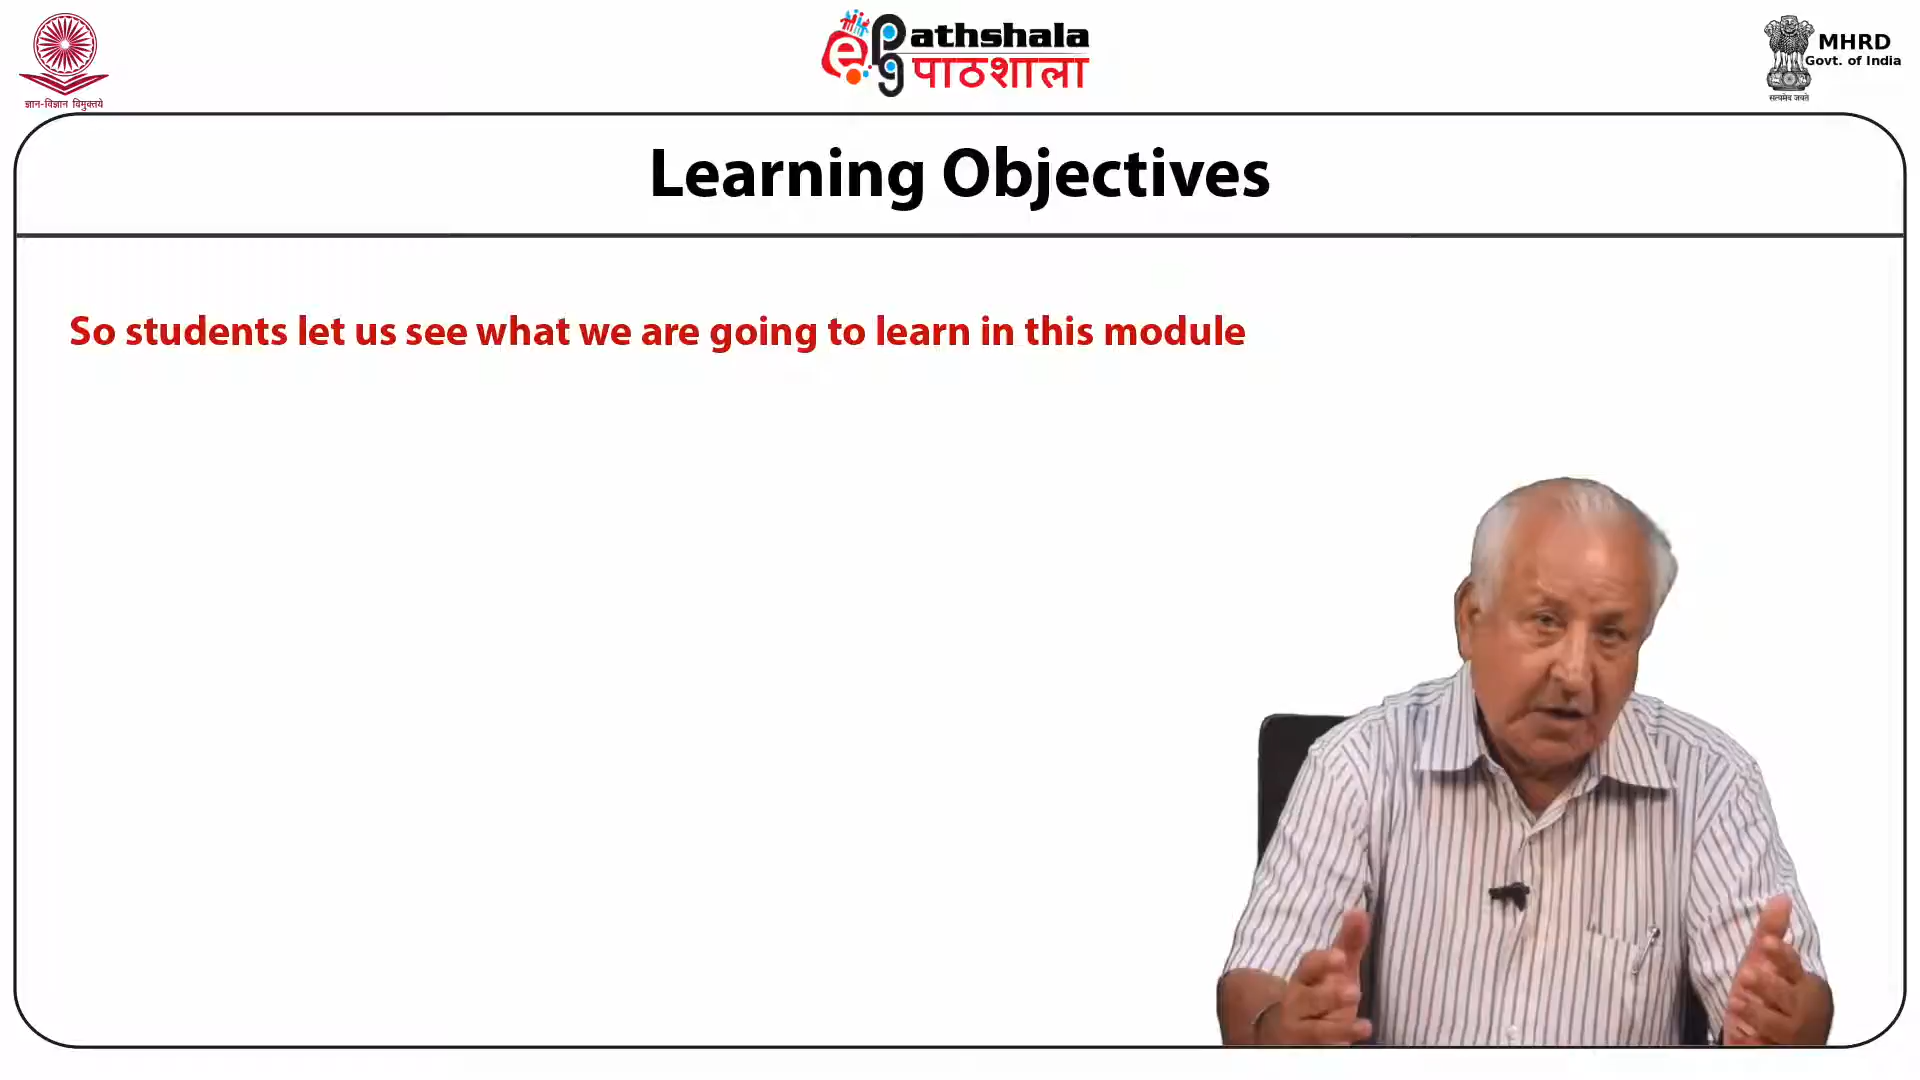 ज्ञान-विज्ञान विमुक्तये
ePathshala
पाठशाला
MHRD
Govt. of India
सत्यमेव जयते
Learning Objectives
So students let us see what we are going to learn in this module